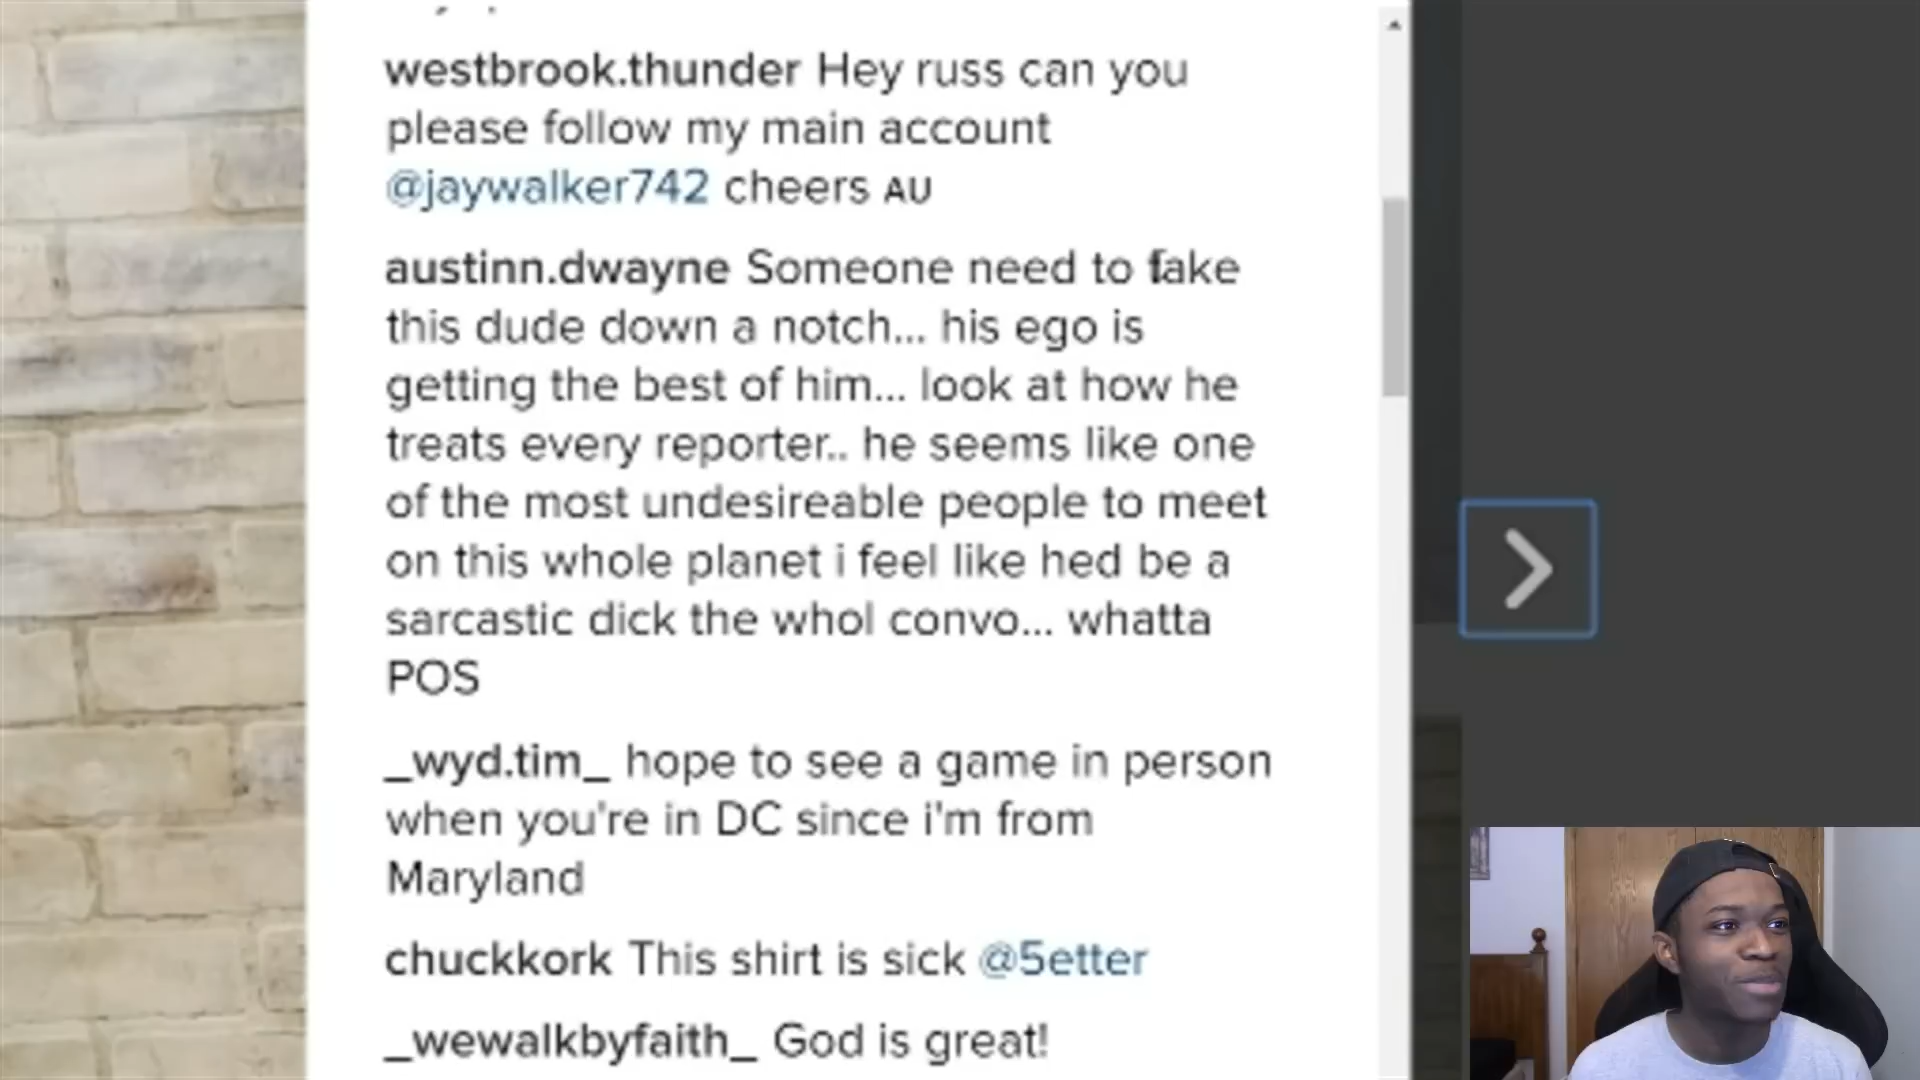 westbrook.thunder Hey russ can you
please follow my main account
@jaywalker742 cheers AU
austinn.dwayne Someone need to fake
this dude down a notch... his ego is
getting the best of him... look at how he
treats every reporter.. he seems like one
of the most undesireable people to meet
on this whole planet i feel like hed be a
sarcastic dick the whol convo... whatta
POS
_wyd.tim_ hope to see a game in person
when you're in DC since i'm from
Maryland
chuckkork This shirt is sick @5etter
_wewalkbyfaith_ God is great!